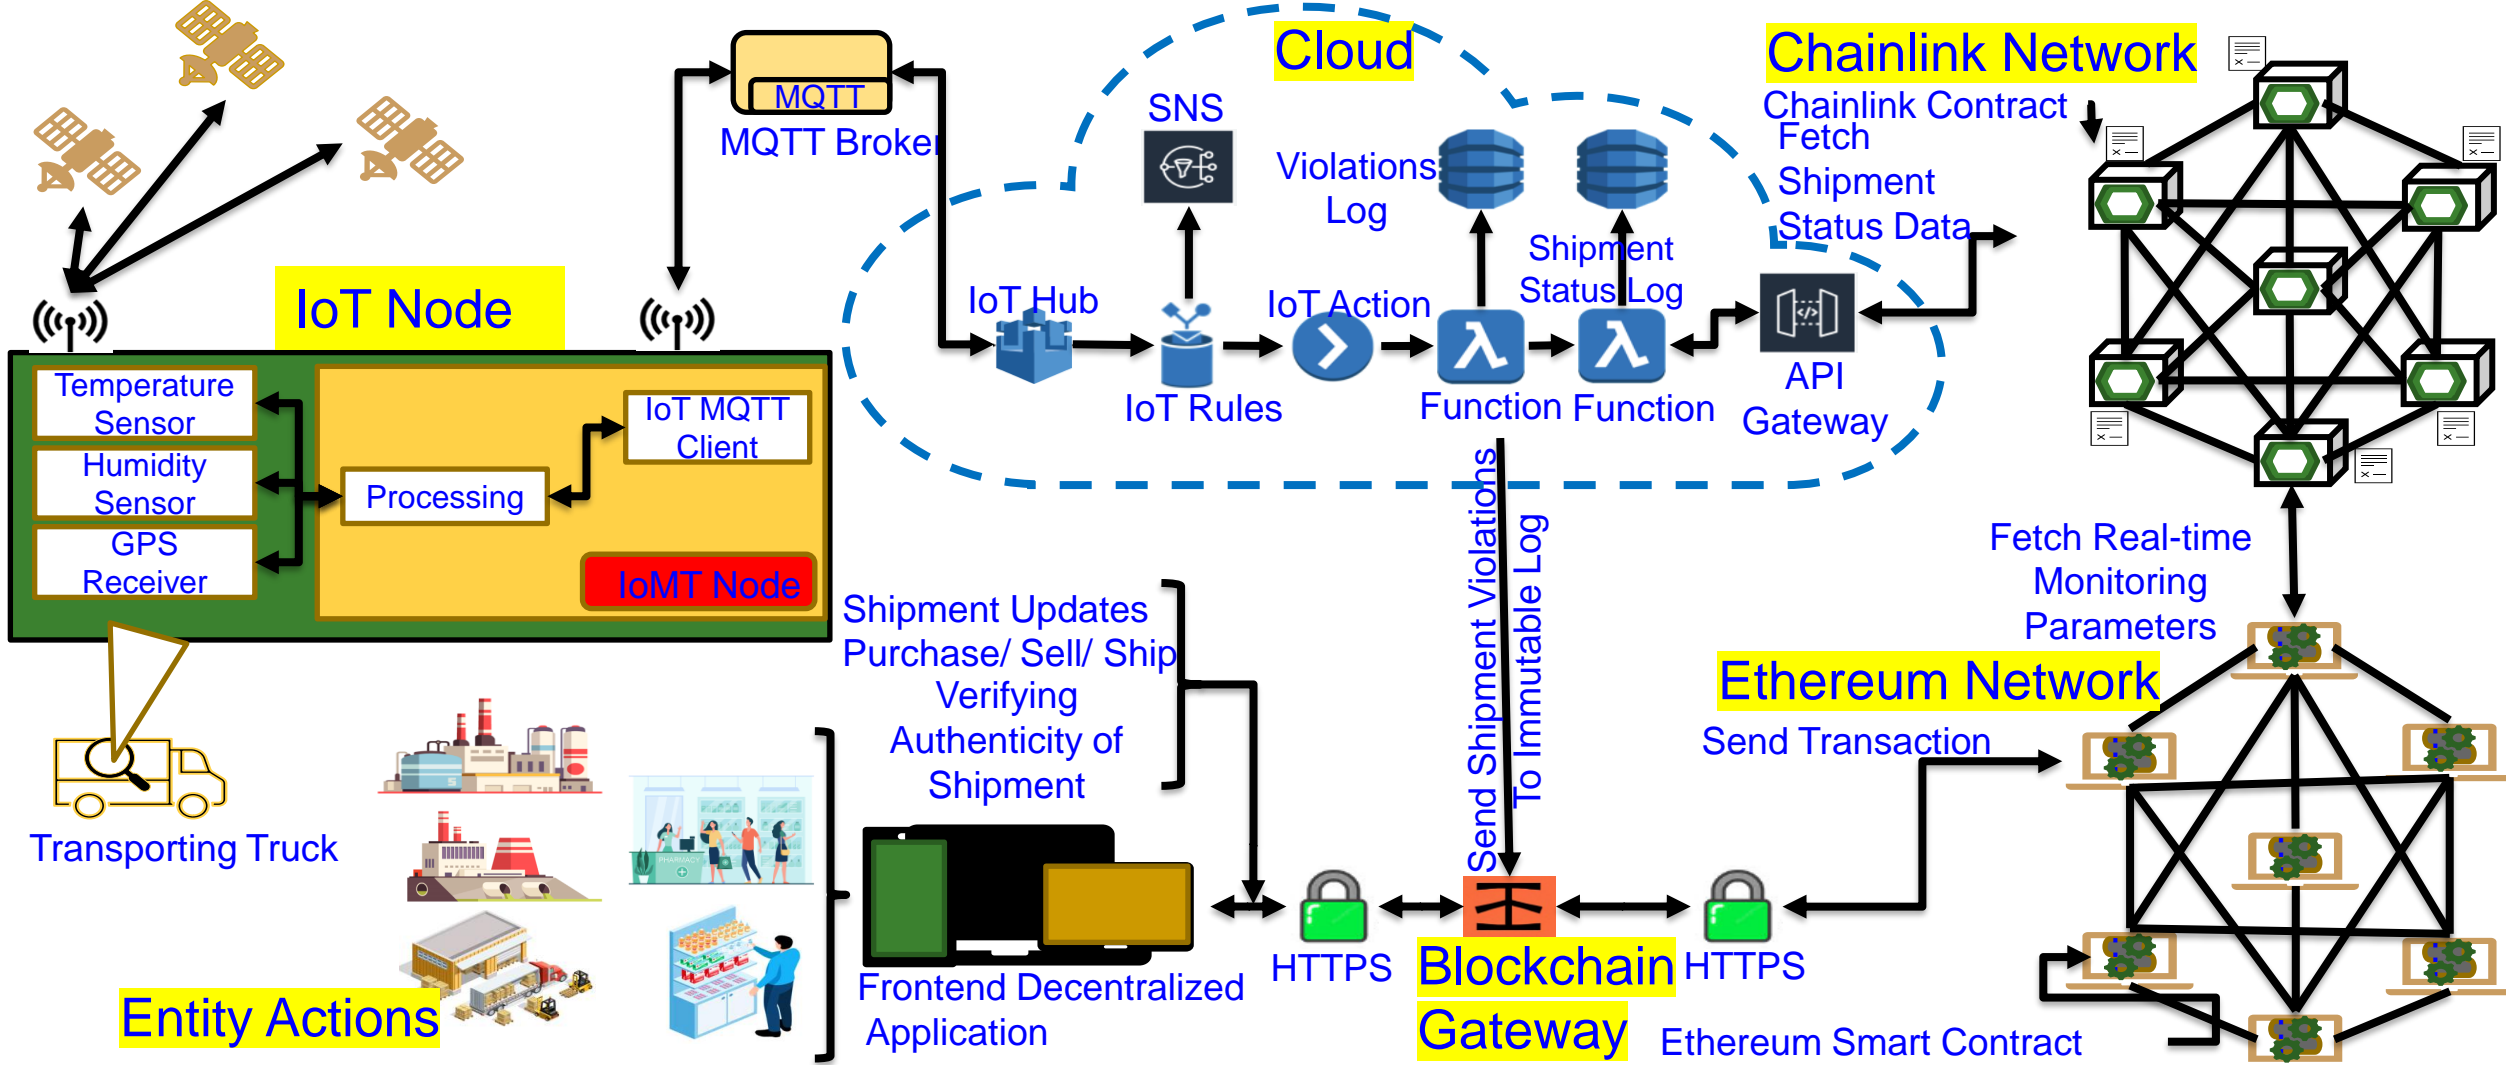 Cloud
Chainlink Network
Chainlink Contract
Fetch
Shipment
Status Data
MQTT
MQTT Broker
SNS
Violations
Log
Shipment
Status Log
IoT Hub
IoT Rules
IoT Action
Function
Function
API
Gateway
IoT Node
Temperature
Sensor
Humidity
Sensor
GPS
Receiver
Processing
IoT MQTT
Client
IoMT Node
Transporting Truck
Shipment Updates
Purchase/ Sell/ Ship
Verifying
Authenticity of
Shipment
Send Shipment Violations
To Immutable Log
Fetch Real-time
Monitoring
Parameters
Ethereum Network
Send Transaction
PHARMACY
Entity Actions
Frontend Decentralized
Application
HTTPS
Blockchain
Gateway
HTTPS
Ethereum Smart Contract